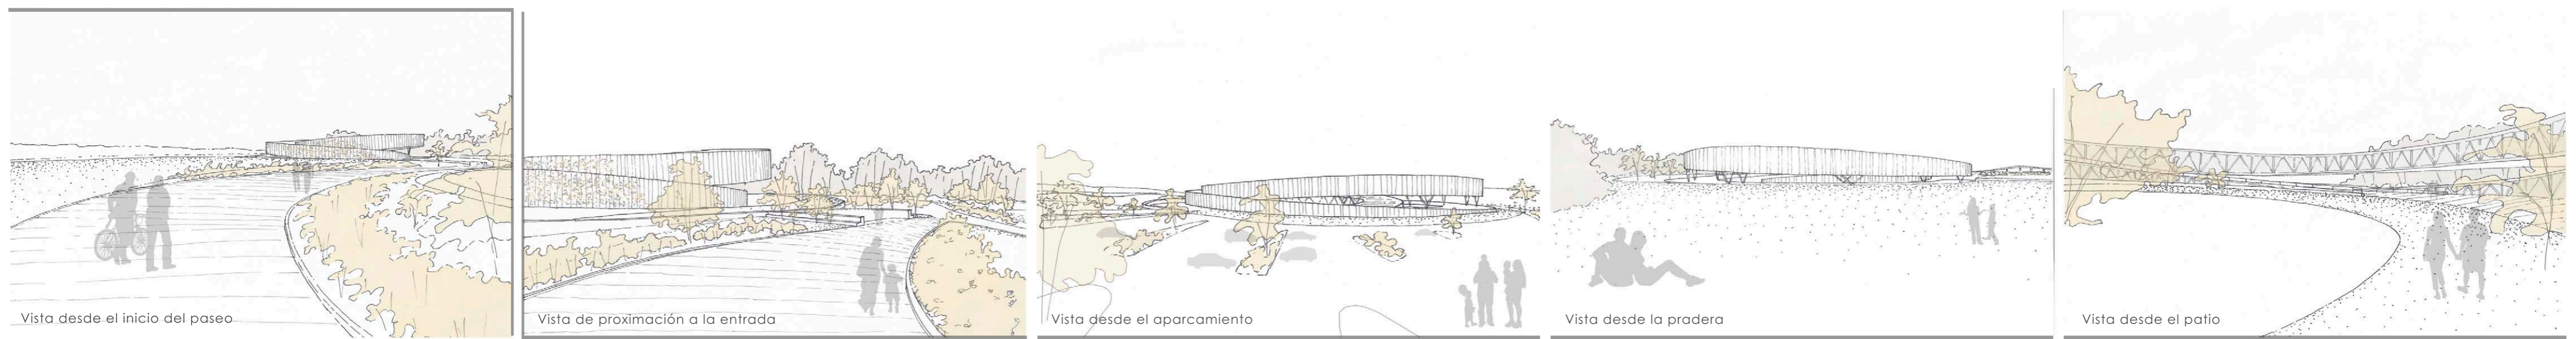 Vista desde el inicio del paseo
Vista de proximación a la entrada
Vista desde el aparcamiento
Vista desde la pradera
Vista desde el patio